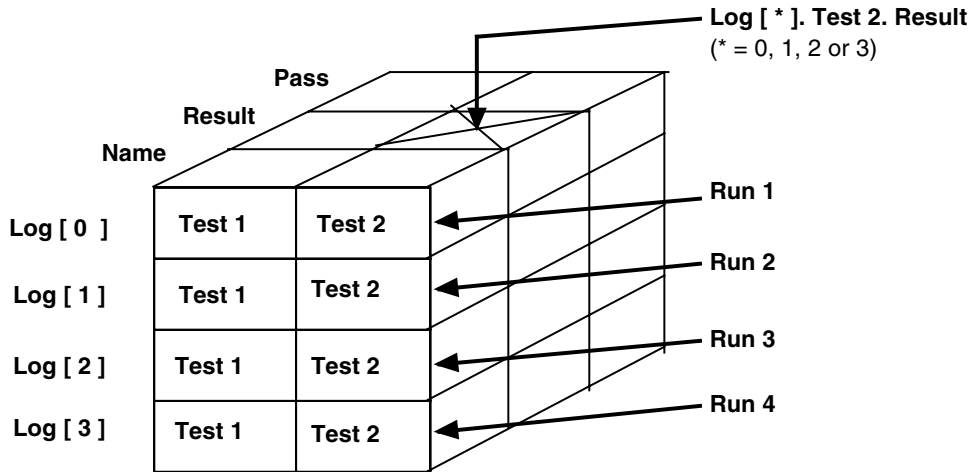 Log [ * ]. Test 2. Result
(* = 0, 1, 2 or 3)
Pass
Result
Name
Log [ 0 ] Test 1 Test 2 Run 1
Log [ 1 ] Test 1 Test 2 Run 2
Log [ 2 ] Test 1 Test 2 Run 3
Log [ 3 ] Test 1 Test 2 Run 4